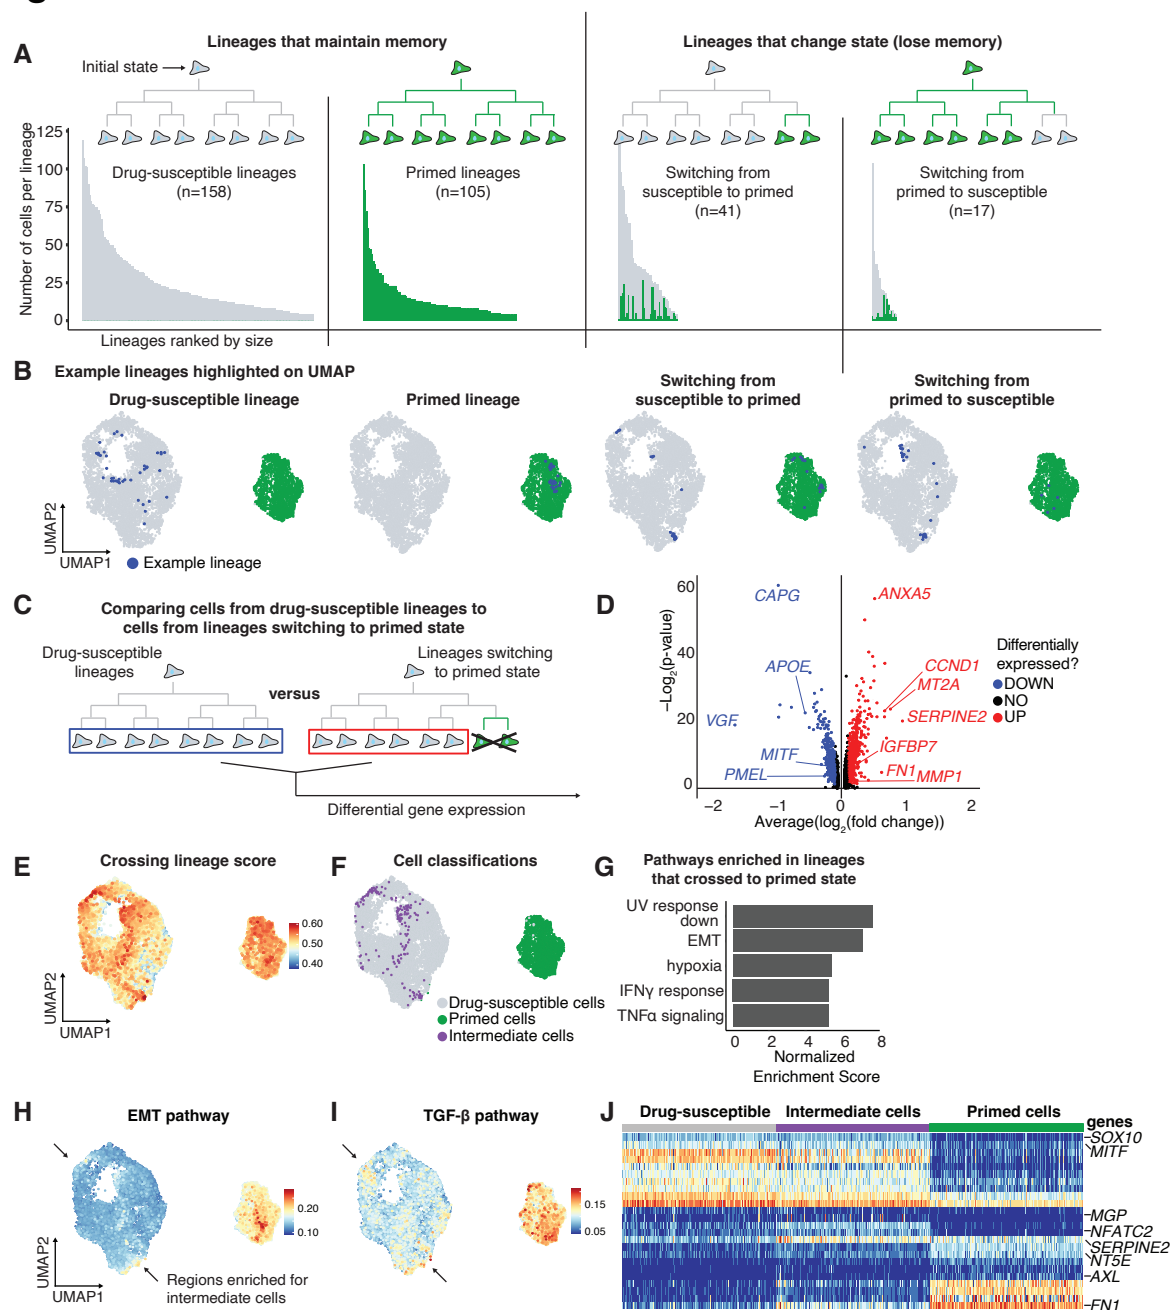 A
Lineages that maintain memory
Lineages that change state (lose memory)
Initial state
Number of cells per lineage
125
100
75
50
25
0
Drug-susceptible lineages
(n=158)
Primed lineages
(n=105)
Switching from
susceptible to primed
(n=41)
Switching from
primed to susceptible
(n=17)
Lineages ranked by size
B
Example lineages highlighted on UMAP
Drug-susceptible lineage
Primed lineage
Switching from
susceptible to primed
Switching from
primed to susceptible
UMAP2
UMAP1
Example lineage
C
Comparing cells from drug-susceptible lineages to
cells from lineages switching to primed state
Drug-susceptible
lineages
versus
Lineages switching
to primed state
Differential gene expression
D
−Log2(p-value)
60
40
20
0
CAPG
ANXA5
APOE
CCND1
MT2A
VGF
SERPINE2
MITF
IGFBP7
PMEL
FN1
MMP1
−2
−1
0
1
2
Average(log2(fold change))
Differentially
expressed?
DOWN
NO
UP
E
Crossing lineage score
0.60
0.50
0.40
UMAP2
UMAP1
F
Cell classifications
Drug-susceptible cells
Primed cells
Intermediate cells
G
Pathways enriched in lineages
that crossed to primed state
UV response
down
EMT
hypoxia
IFNγ response
TNFα signaling
0
2
4
6
8
Normalized
Enrichment Score
H
EMT pathway
0.20
0.10
UMAP2
UMAP1
Regions enriched for
intermediate cells
I
TGF-β pathway
0.15
0.05
J
Drug-susceptible
Intermediate cells
Primed cells
genes
SOX10
MITF
MGP
NFATC2
SERPINE2
NT5E
AXL
FN1